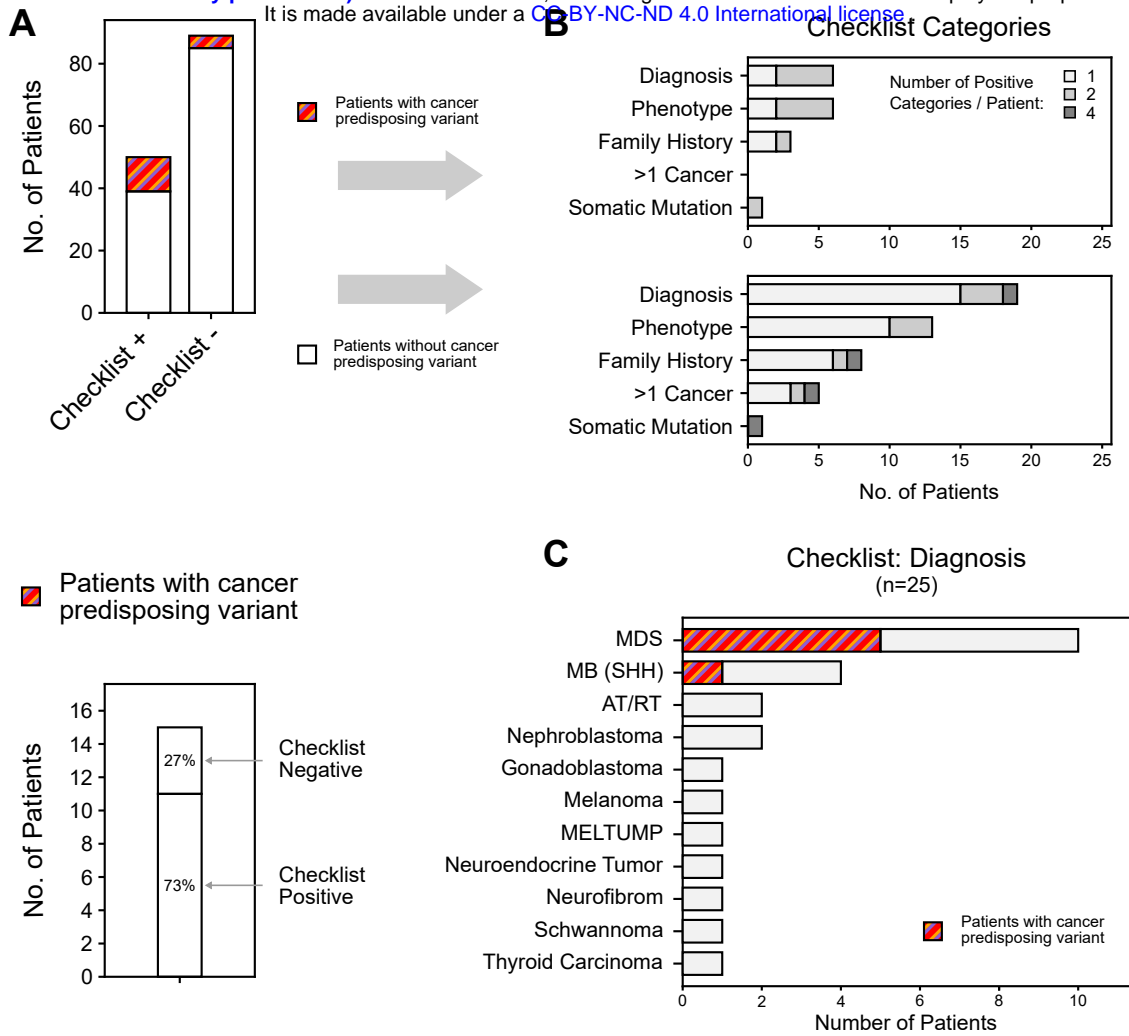 It is made available under a CC-BY-NC-ND 4.0 International license.
A
80
60
40
20
0
No. of Patients
Checklist +
Checklist -
Patients with cancer
predisposing variant
Patients without cancer
predisposing variant
B
Checklist Categories
Diagnosis
Phenotype
Family History
>1 Cancer
Somatic Mutation
Number of Positive
Categories / Patient:
1
2
4
0 5 10 15 20 25
Diagnosis
Phenotype
Family History
>1 Cancer
Somatic Mutation
0 5 10 15 20 25
No. of Patients
Patients with cancer
predisposing variant
No. of Patients
16
14
12
10
8
6
4
2
0
27%
73%
Checklist
Negative
Checklist
Positive
C
Checklist: Diagnosis
(n=25)
MDS
MB (SHH)
AT/RT
Nephroblastoma
Gonadoblastoma
Melanoma
MELTUMP
Neuroendocrine Tumor
Neurofibrom
Schwannoma
Thyroid Carcinoma
Patients with cancer
predisposing variant
0 2 4 6 8 10
Number of Patients